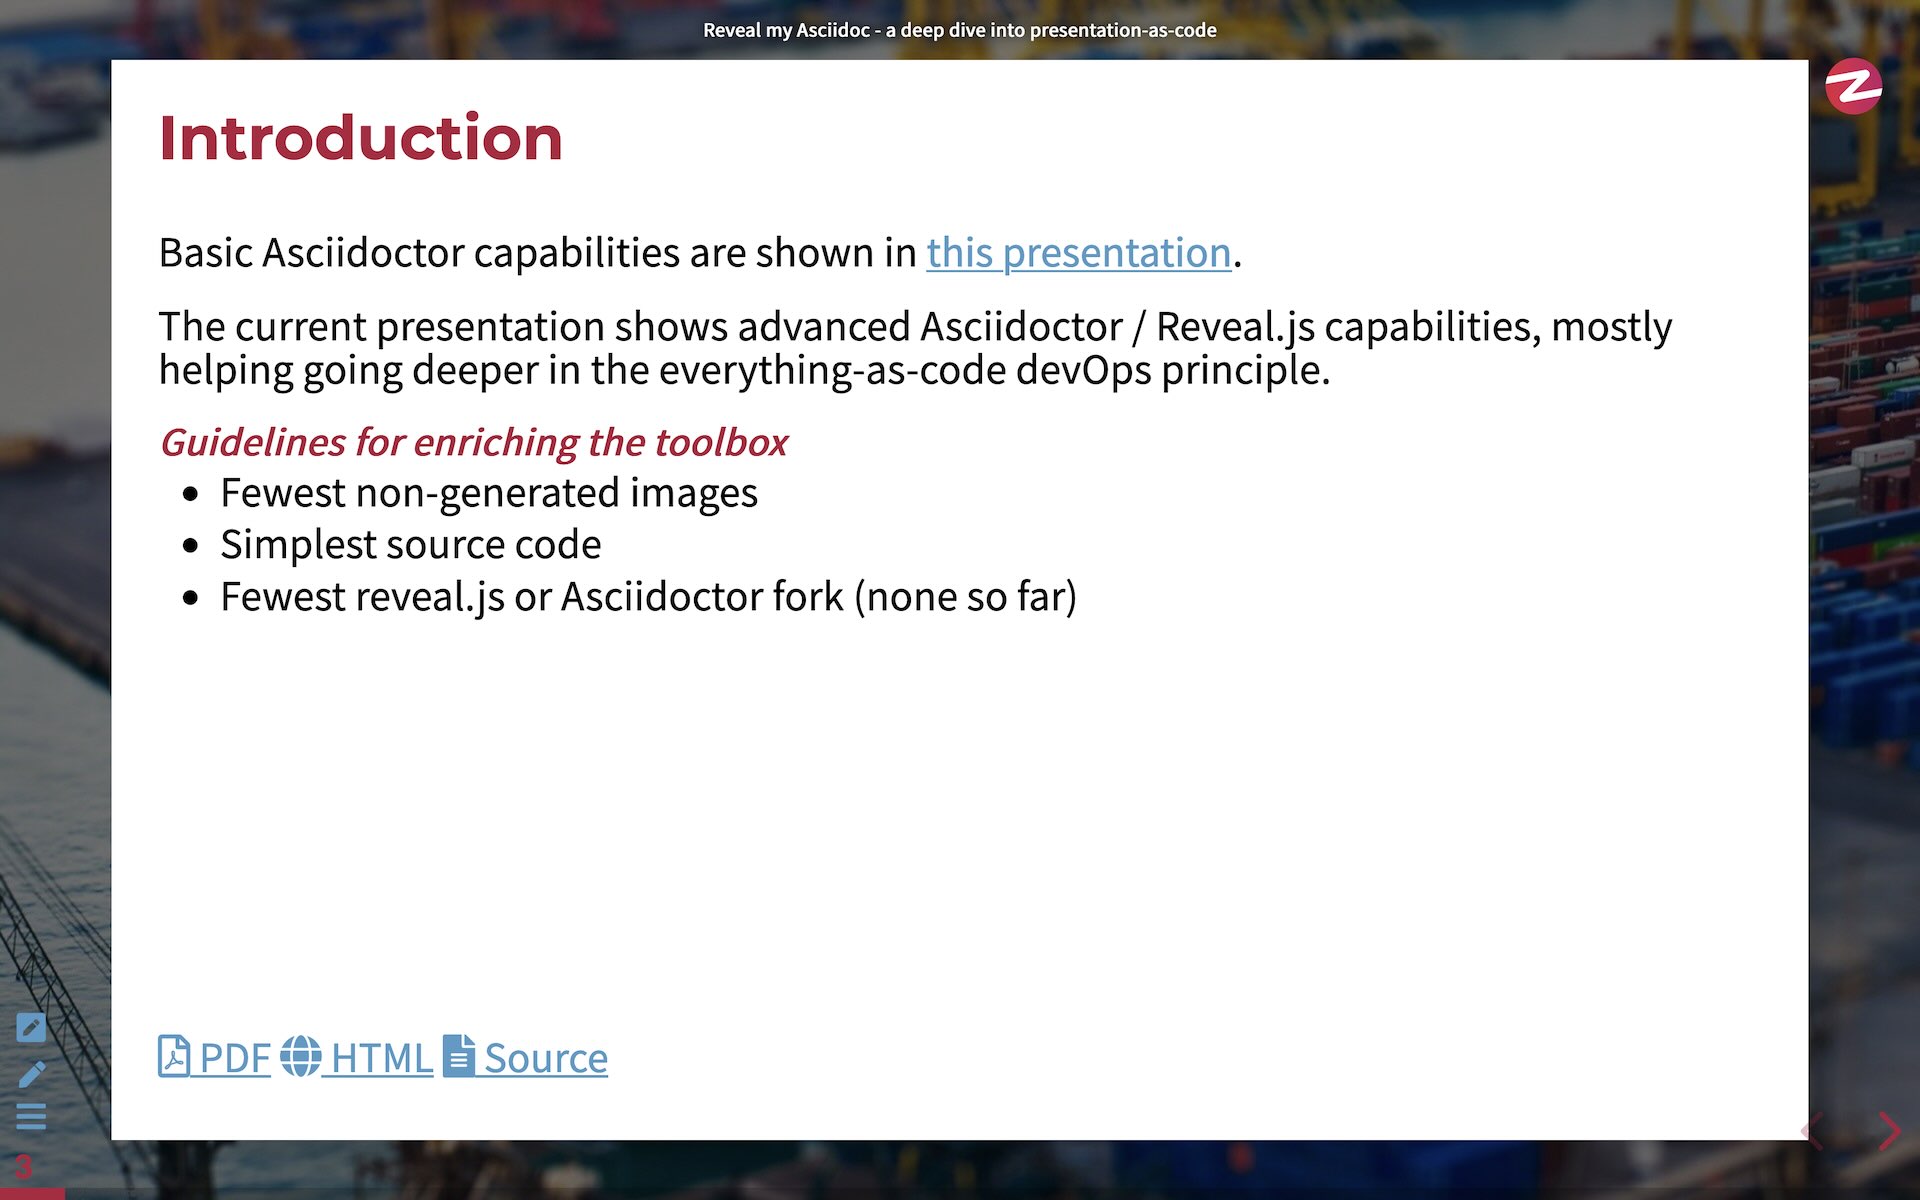 Reveal my Asciidoc - a deep dive into presentation-as-code
Introduction
Basic Asciidoctor capabilities are shown in this presentation.
The current presentation shows advanced Asciidoctor / Reveal.js capabilities, mostly
helping going deeper in the everything-as-code devOps principle.
Guidelines for enriching the toolbox
• Fewest non-generated images
• Simplest source code
• Fewest reveal.js or Asciidoctor fork (none so far)
PDF HTML Source
3